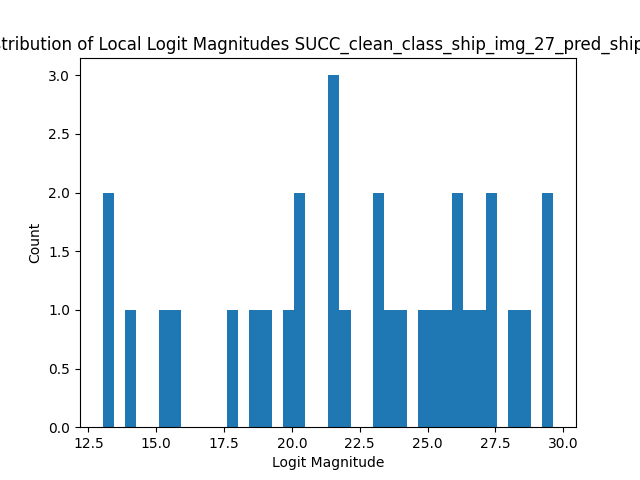 tribution of Local Logit Magnitudes SUCC_clean_class_ship_img_27_pred_ship
3.0
2.5
2.0
1.5
1.0
0.5
0.0
Count
12.5 15.0 17.5 20.0 22.5 25.0 27.5 30.0
Logit Magnitude